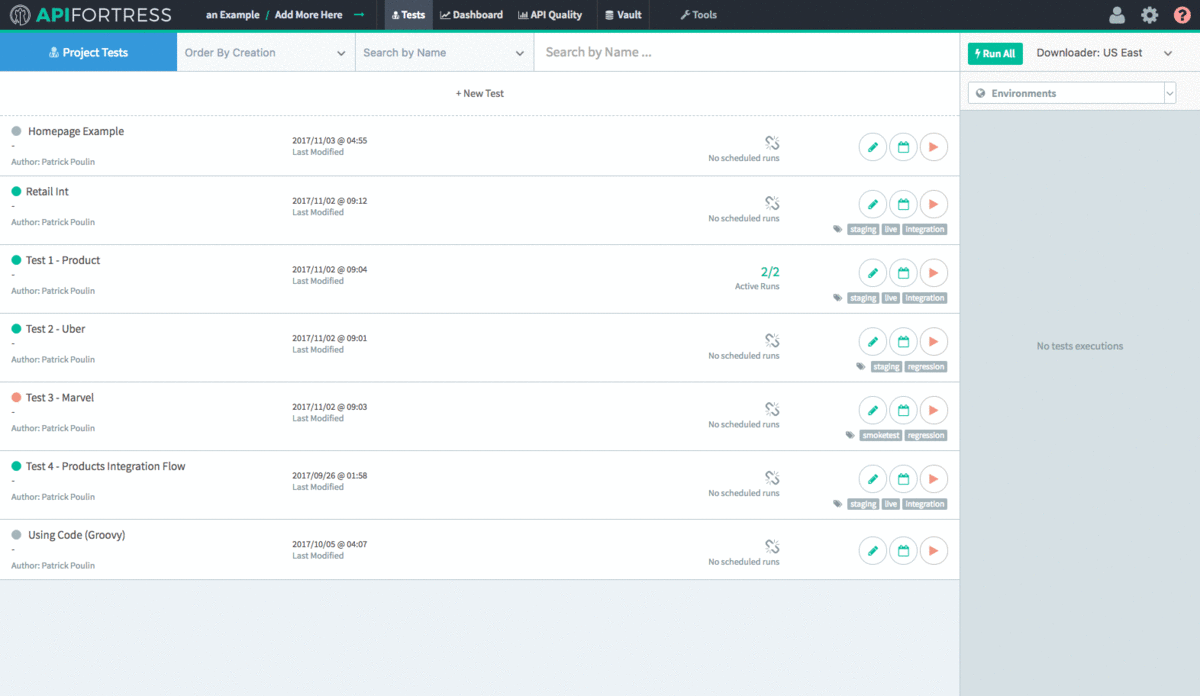 APIFORTRESS an Example / Add More Here → Tests Dashboard API Quality Vault Tools ?
Project Tests Order By Creation Search by Name Search by Name ... Run All Downloader: US East
+ New Test Environments
Homepage Example
-
Author: Patrick Poulin
2017/11/03 @ 04:55
Last Modified
No scheduled runs
Retail Int
-
Author: Patrick Poulin
2017/11/02 @ 09:12
Last Modified
No scheduled runs
staging live integration
Test 1 - Product
-
Author: Patrick Poulin
2017/11/02 @ 09:04
Last Modified
2/2
Active Runs
staging live integration
Test 2 - Uber
-
Author: Patrick Poulin
2017/11/02 @ 09:01
Last Modified
No scheduled runs
staging regression
Test 3 - Marvel
-
Author: Patrick Poulin
2017/11/02 @ 09:03
Last Modified
No scheduled runs
smoketest regression
Test 4 - Products Integration Flow
-
Author: Patrick Poulin
2017/09/26 @ 01:58
Last Modified
No scheduled runs
staging live integration
Using Code (Groovy)
-
Author: Patrick Poulin
2017/10/05 @ 04:07
Last Modified
No scheduled runs
No tests executions